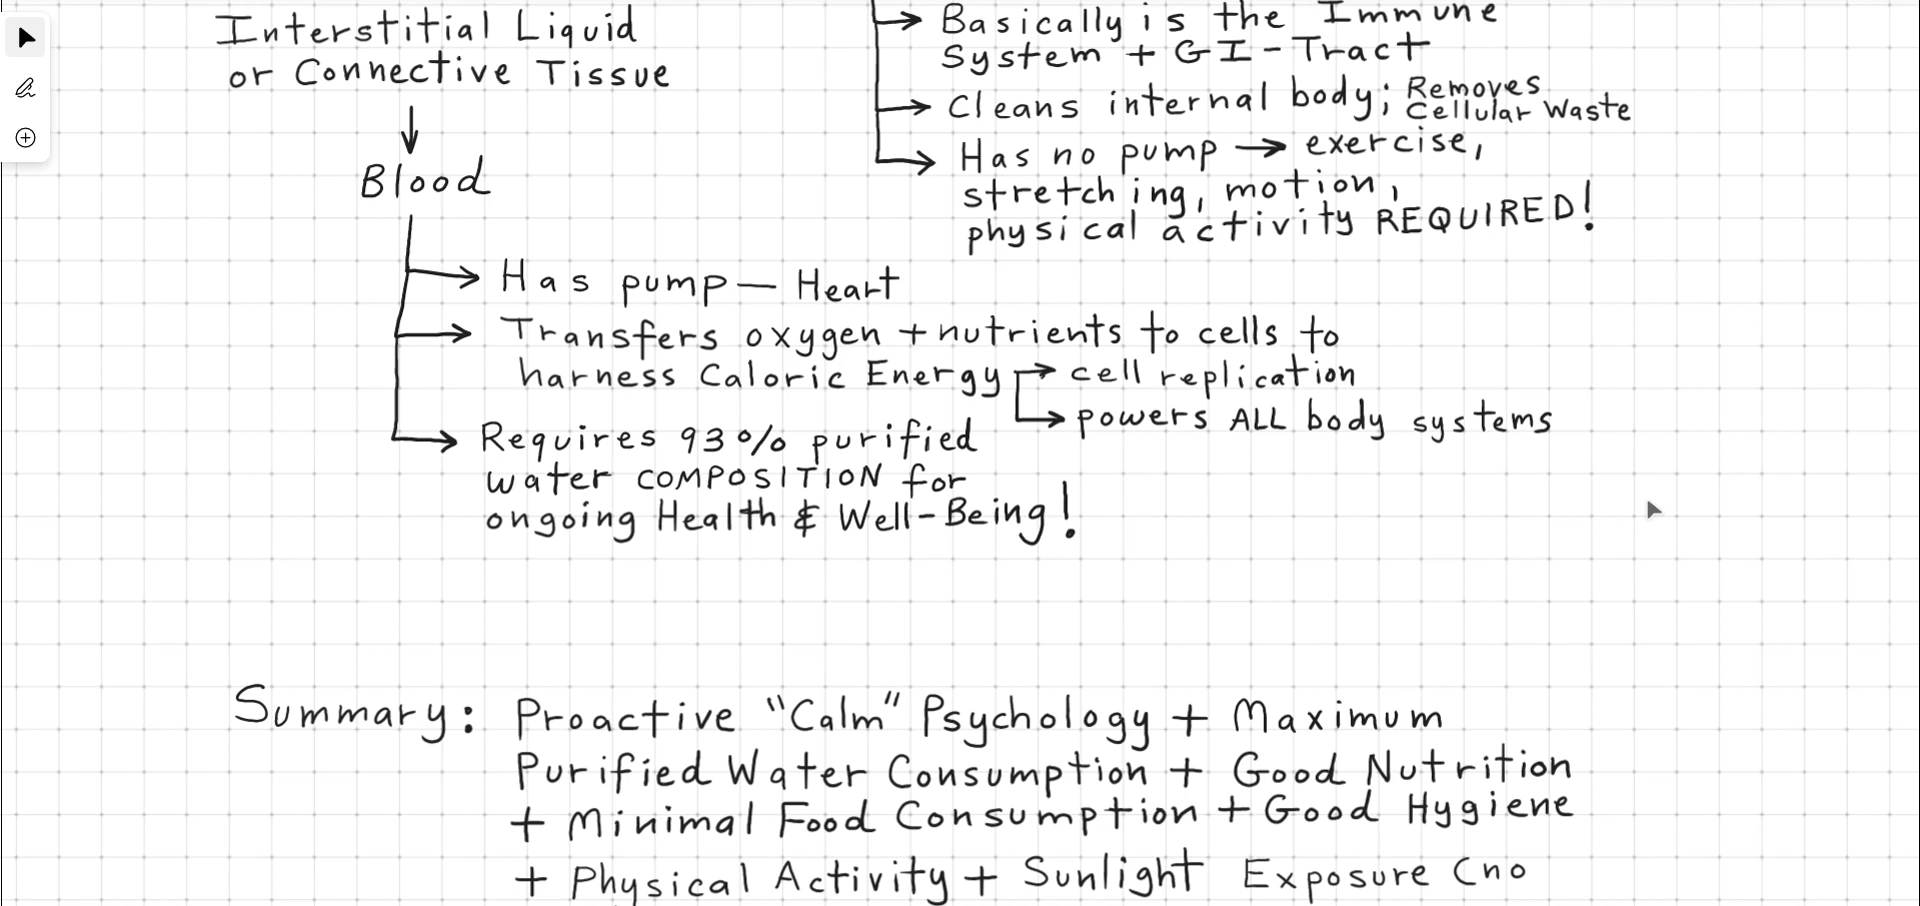 Interstitial Liquid
or Connective Tissue
Blood
Has pump — Heart
Transfers oxygen + nutrients to cells to
harness Caloric Energy → cell replication
→ powers ALL body systems
Requires 93% purified
water COMPOSITION for
ongoing Health & Well-Being!
Basically is the Immune
System + GI-Tract
Cleans internal body; Removes
Cellular Waste
Has no pump → exercise,
stretching, motion,
physical activity REQUIRED!
Summary: Proactive "Calm" Psychology + Maximum
Purified Water Consumption + Good Nutrition
+ Minimal Food Consumption + Good Hygiene
+ Physical Activity + Sunlight Exposure (no